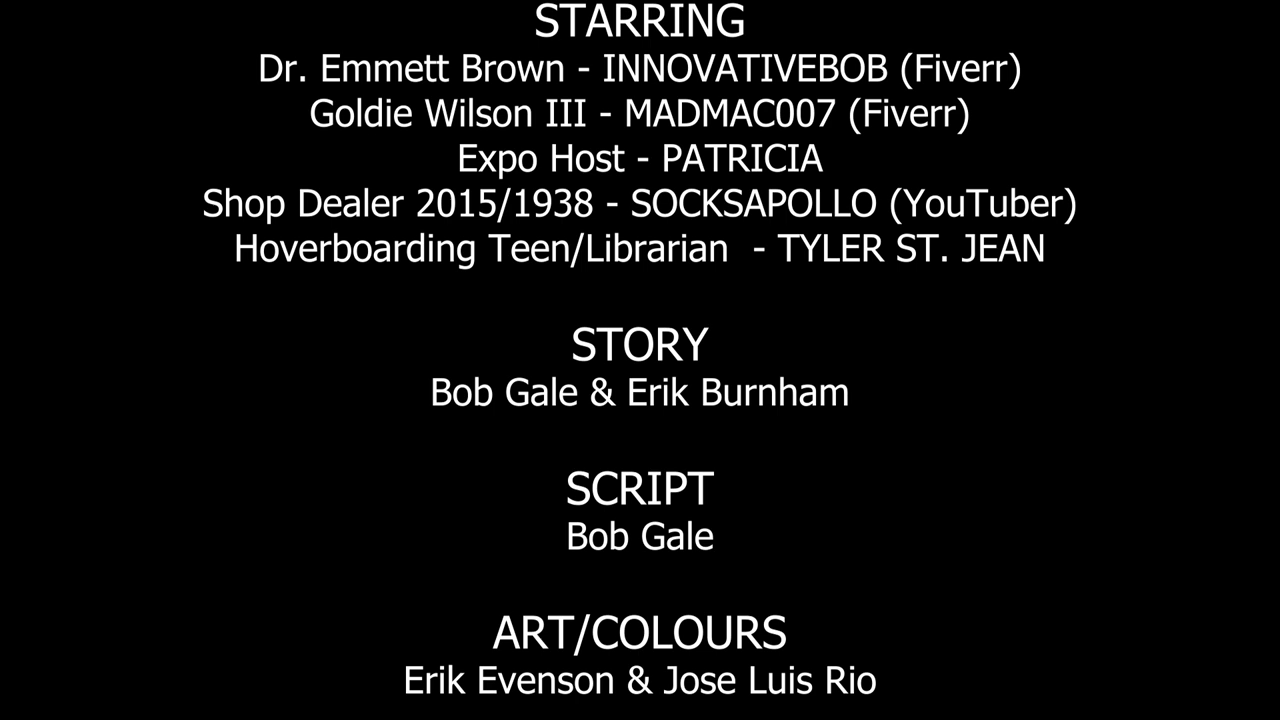 STARRING
Dr. Emmett Brown - INNOVATIVEBOB (Fiverr)
Goldie Wilson III - MADMAC007 (Fiverr)
Expo Host - PATRICIA
Shop Dealer 2015/1938 - SOCKSAPOLLO (YouTuber)
Hoverboarding Teen/Librarian  - TYLER ST. JEAN
STORY
Bob Gale & Erik Burnham
SCRIPT
Bob Gale
ART/COLOURS
Erik Evenson & Jose Luis Rio